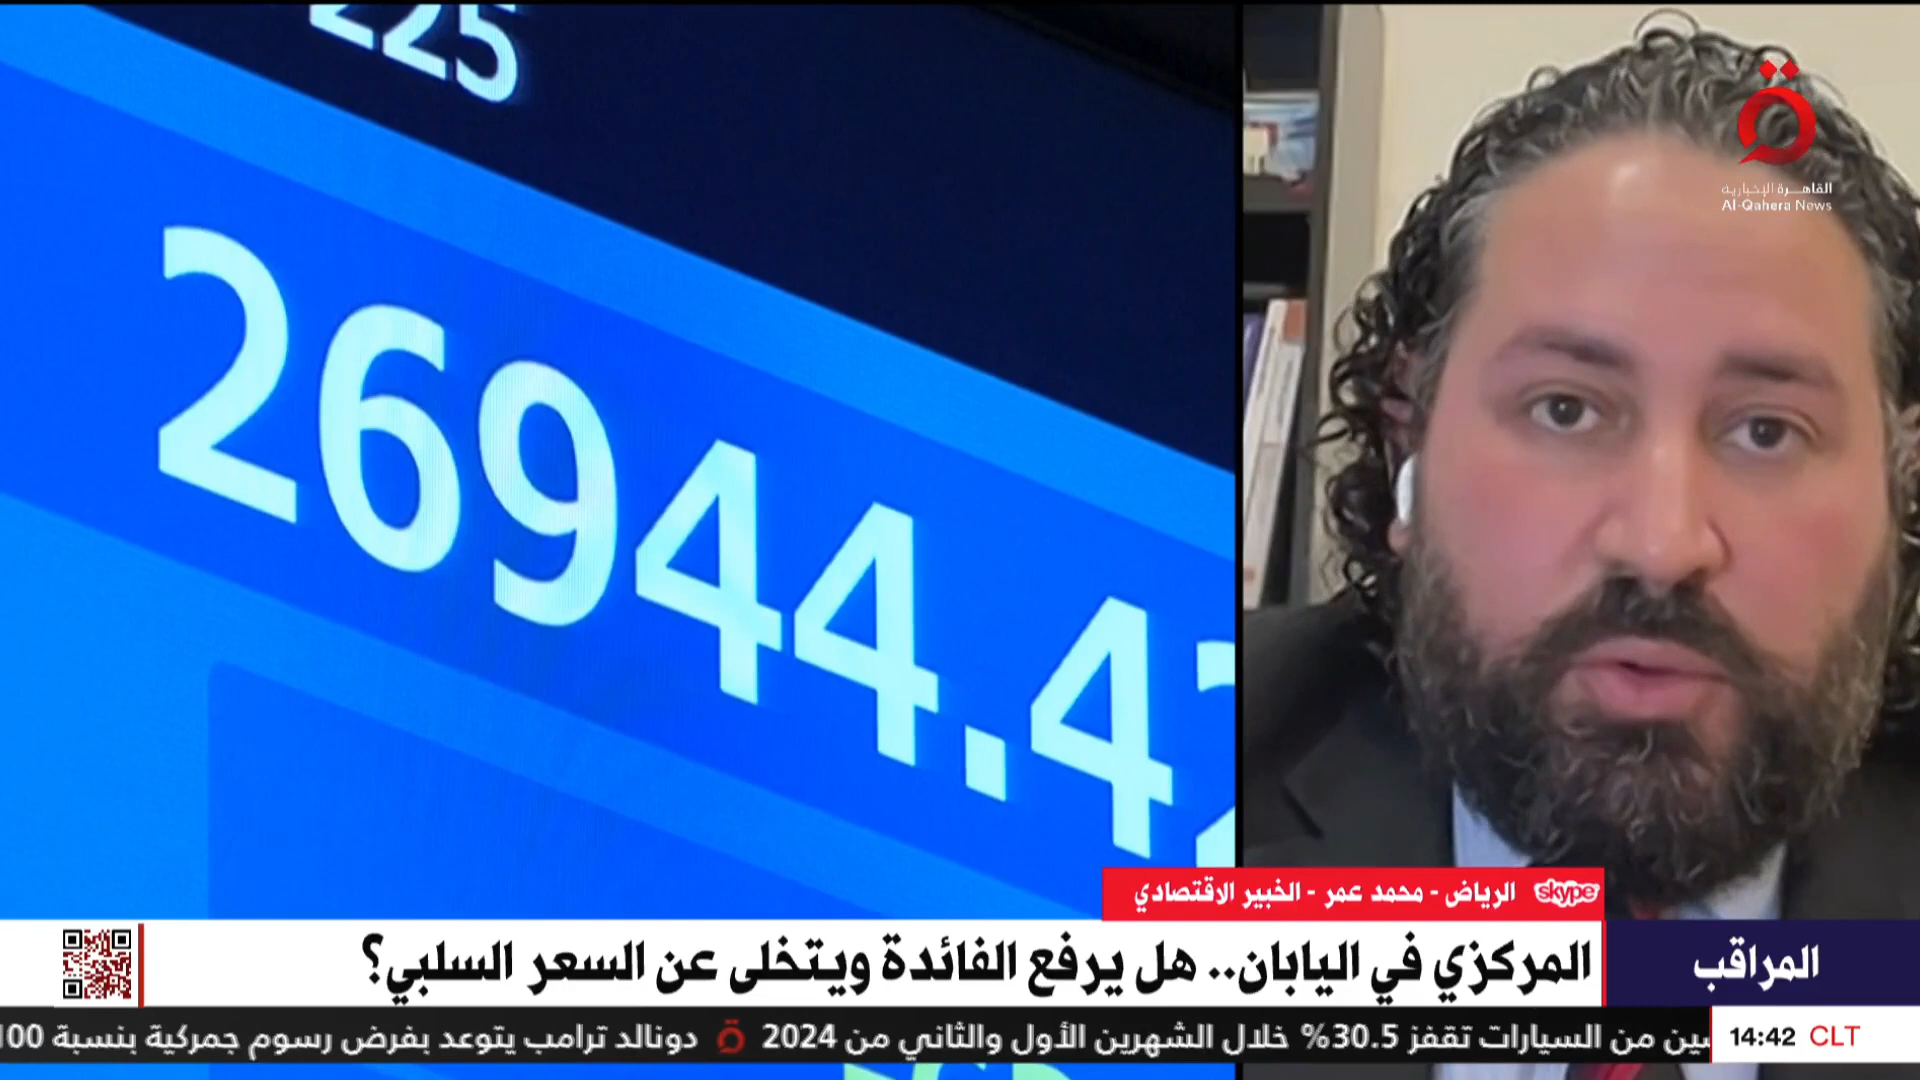 225
26944.42
القاهرة الإخبارية
Al-Qahera News
skype الرياض - محمد عمر - الخبير الاقتصادي
المراقب
المركزي في اليابان.. هل يرفع الفائدة ويتخلى عن السعر السلبي؟
14:42 CLT
من السيارات تقفز 30.5% خلال الشهرين الأول والثاني من 2024 دونالد ترامب يتوعد بفرض رسوم جمركية بنسبة 100